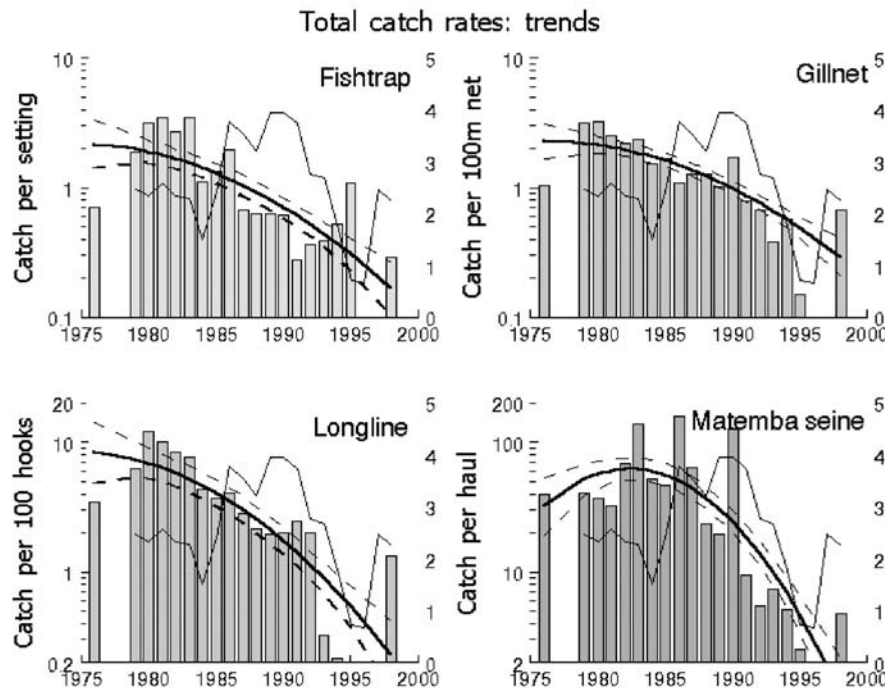 Total catch rates: trends
Fishtrap
Catch per setting
10
1
0.1
5
4
3
2
1
0
1975 1980 1985 1990 1995 2000
Gillnet
Catch per 100m net
10
1
0.1
5
4
3
2
1
0
1975 1980 1985 1990 1995 2000
Longline
Catch per 100 hooks
20
10
1
0.2
5
4
3
2
1
0
1975 1980 1985 1990 1995 2000
Matemba seine
Catch per haul
200
100
10
2
5
4
3
2
1
0
1975 1980 1985 1990 1995 2000